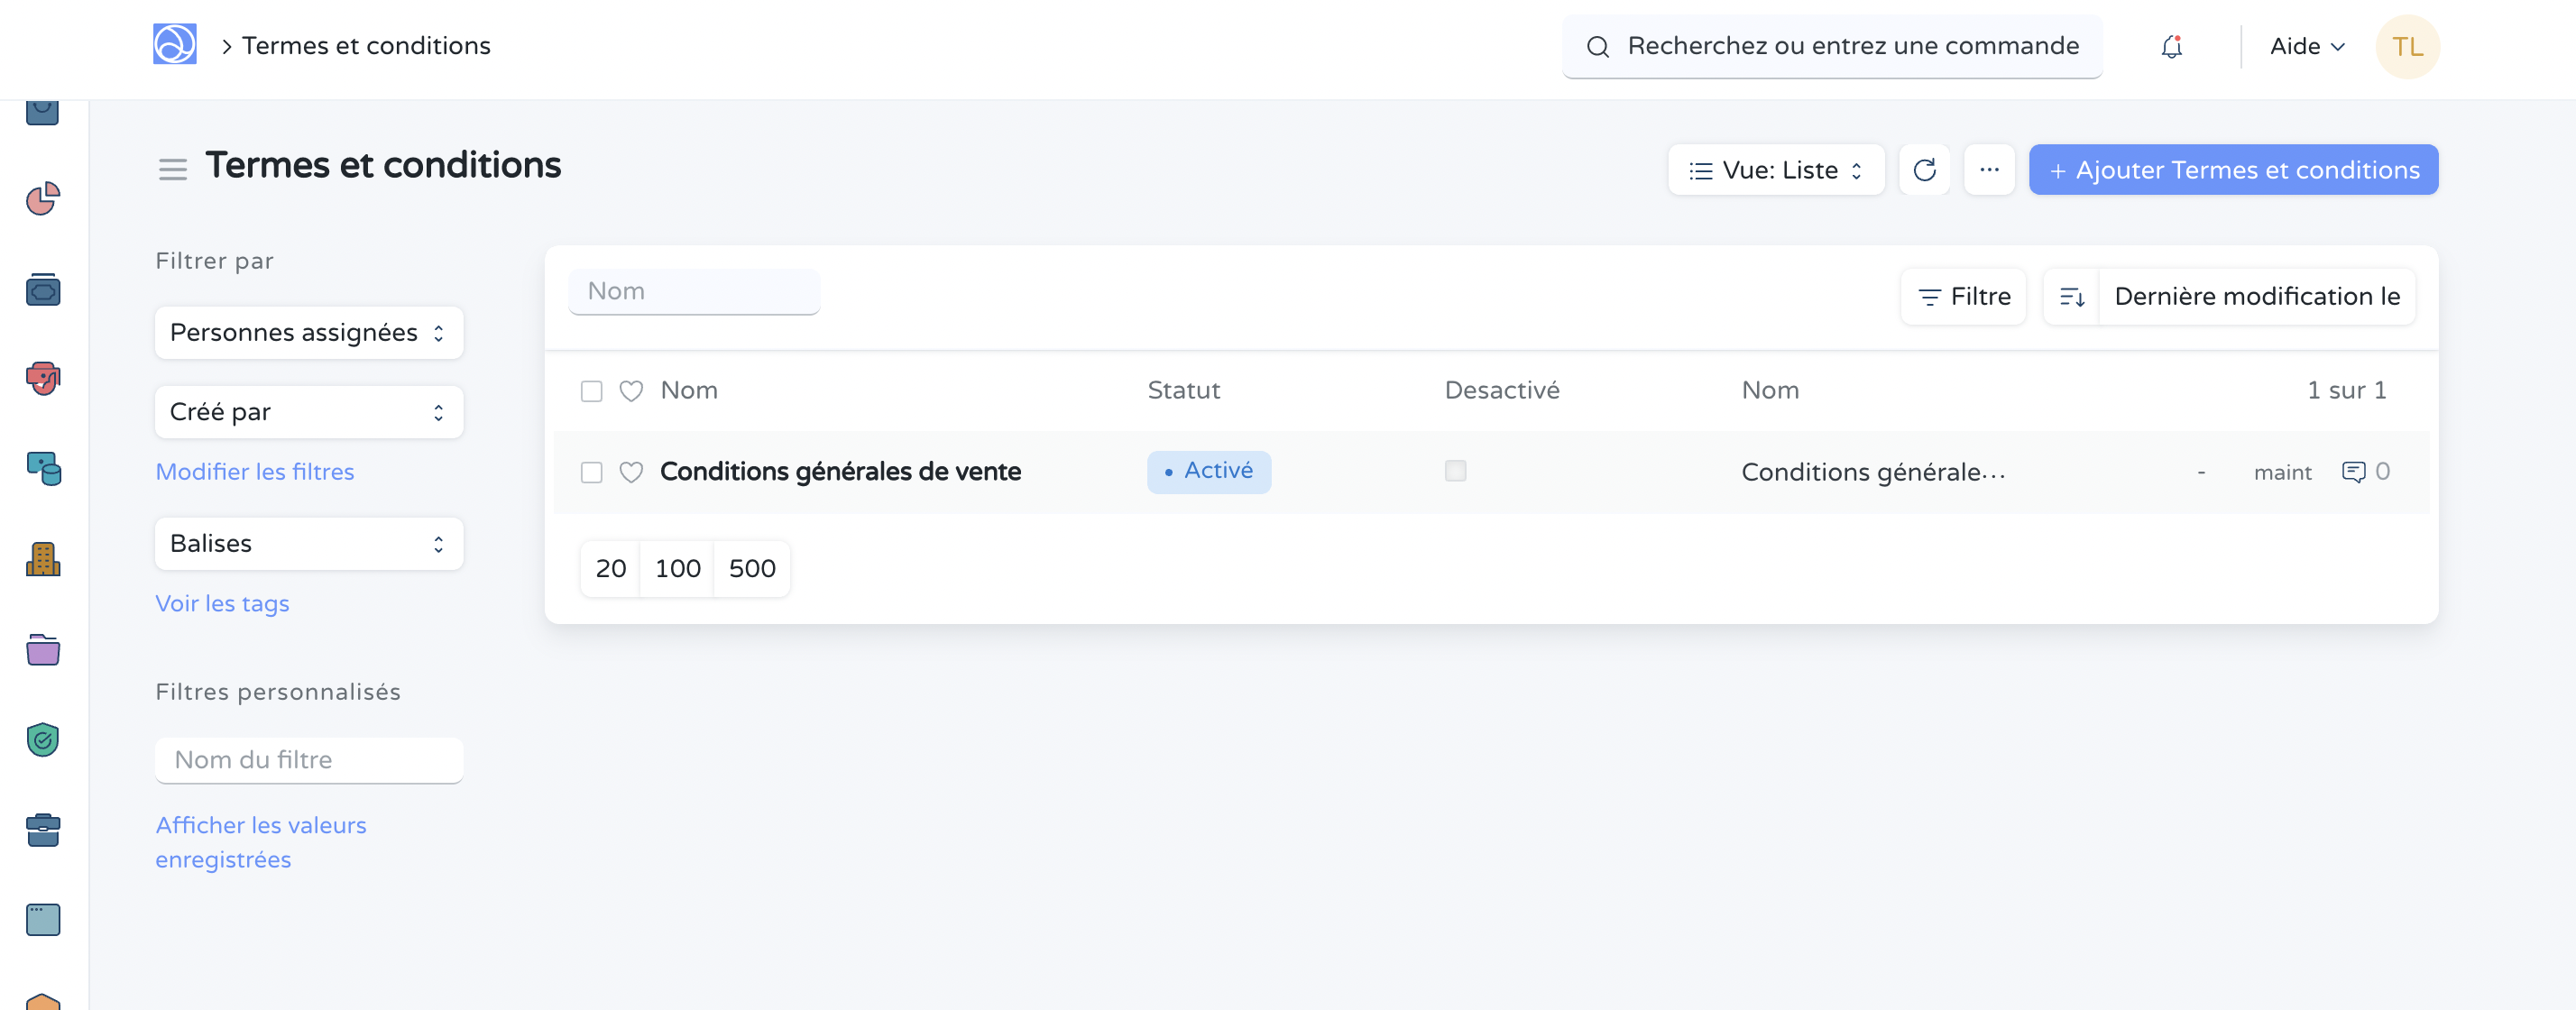 Termes et conditions
Recherchez ou entrez une commande
Aide
TL
Termes et conditions
Vue: Liste
+ Ajouter Termes et conditions
Filtrer par
Personnes assignées
Créé par
Modifier les filtres
Balises
Voir les tags
Filtres personnalisés
Nom du filtre
Afficher les valeurs
enregistrées
Nom
Filtre
Dernière modification le
Nom Statut Desactivé Nom 1 sur 1
Conditions générales de vente • Activé Conditions générale... - maint 0
20 100 500